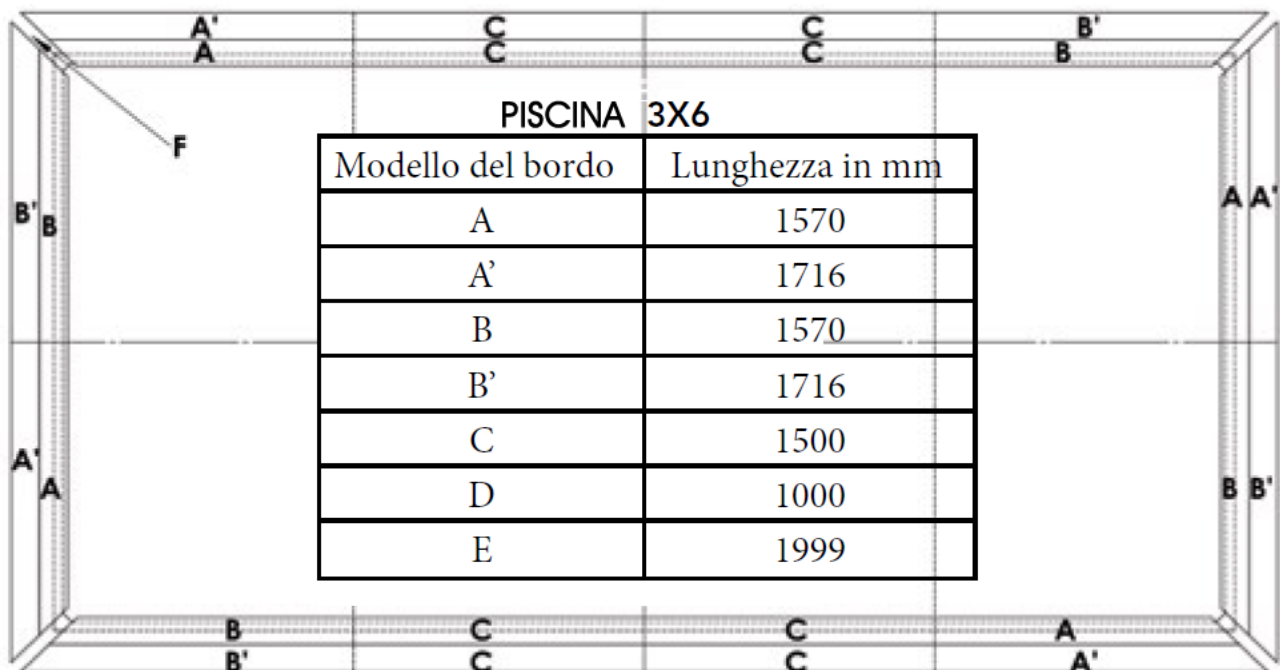 A' C C B'
A C C B
PISCINA 3X6
F
Modello del bordo Lunghezza in mm
B' B A A'
A 1570
A’ 1716
B 1570
B’ 1716
C 1500
A'
A B B'
D 1000
E 1999
B C C A
B' C C A'